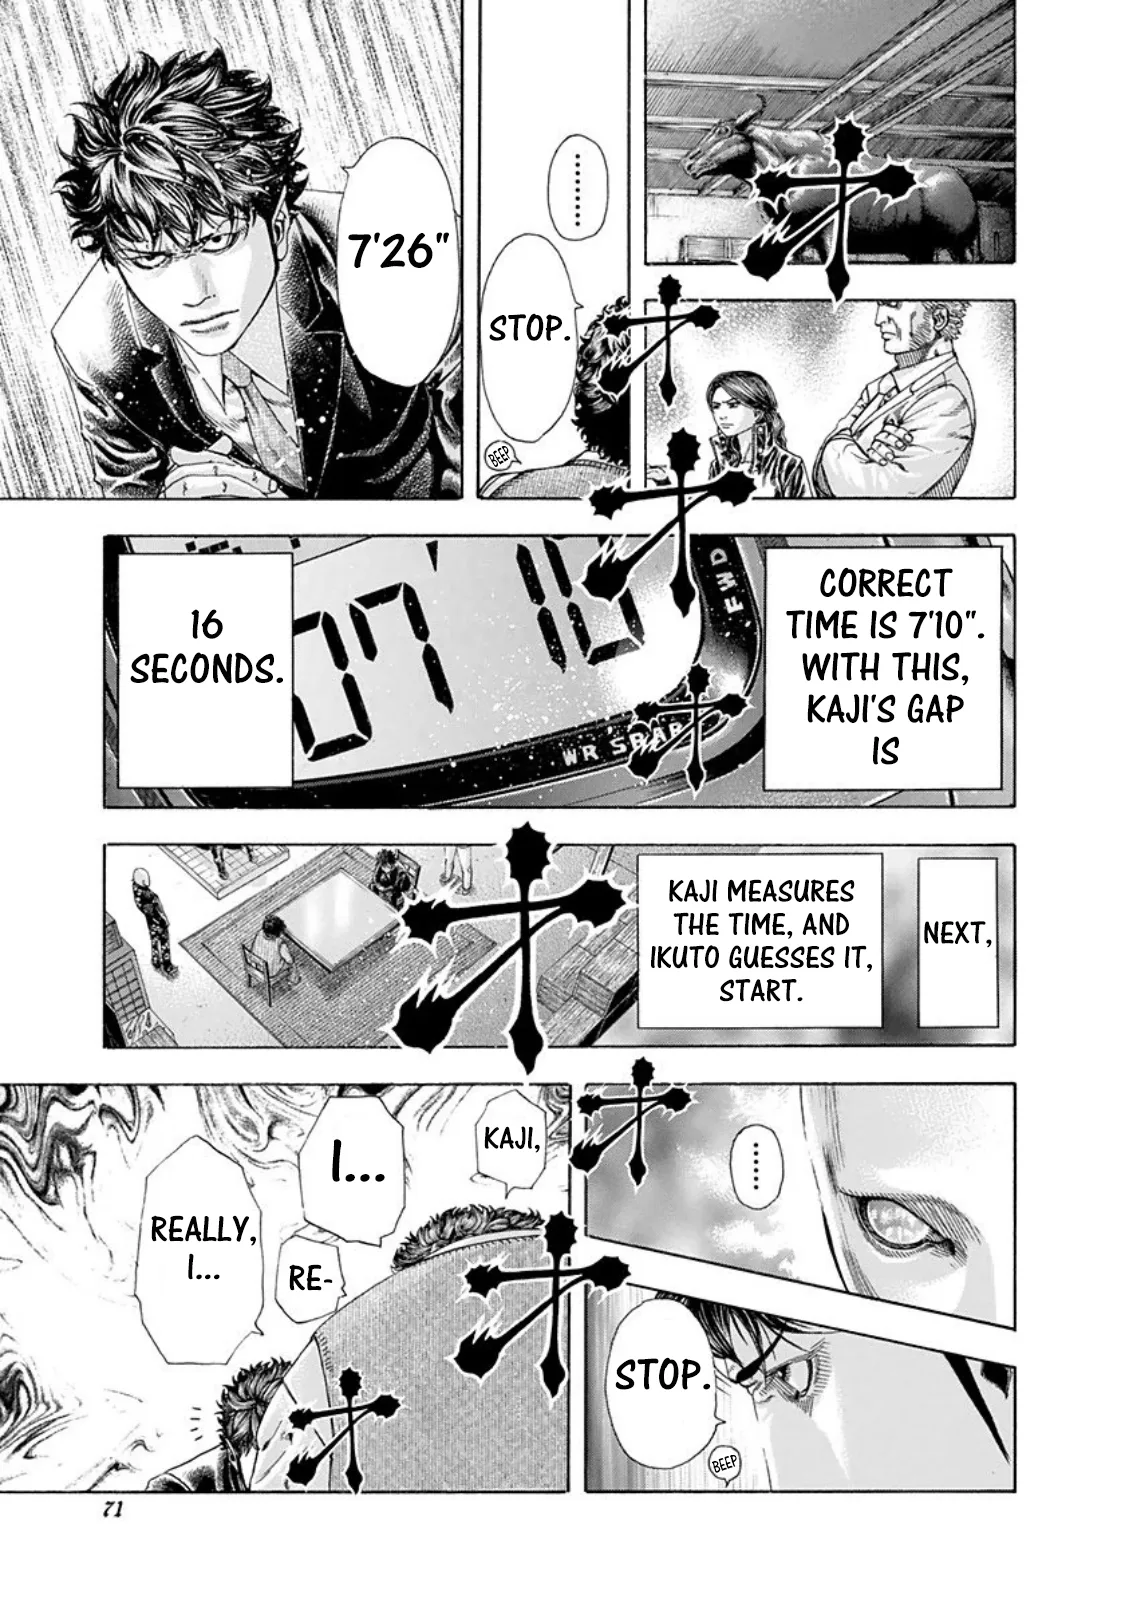 .........
STOP.
BEEP
7'26"
CORRECT
TIME IS 7'10".
WITH THIS,
KAJI'S GAP
IS
16
SECONDS.
07'10
FWD
WR 5BAR
NEXT,
KAJI MEASURES
THE TIME, AND
IKUTO GUESSES IT,
START.
......
STOP.
BEEP
KAJI,
I...
RE-
REALLY,
I...
71